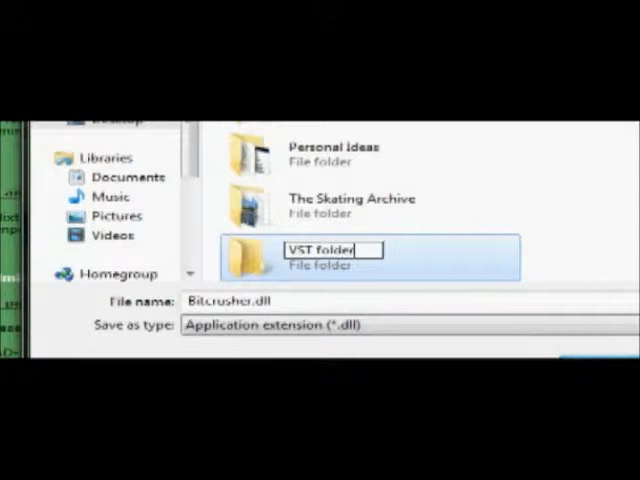 Libraries
Documents
Music
Pictures
Videos
Homegroup
Personal Ideas
File folder
The Skating Archive
File folder
VST folder
File folder
File name: Bitcrusher.dll
Save as type: Application extension (*.dll)